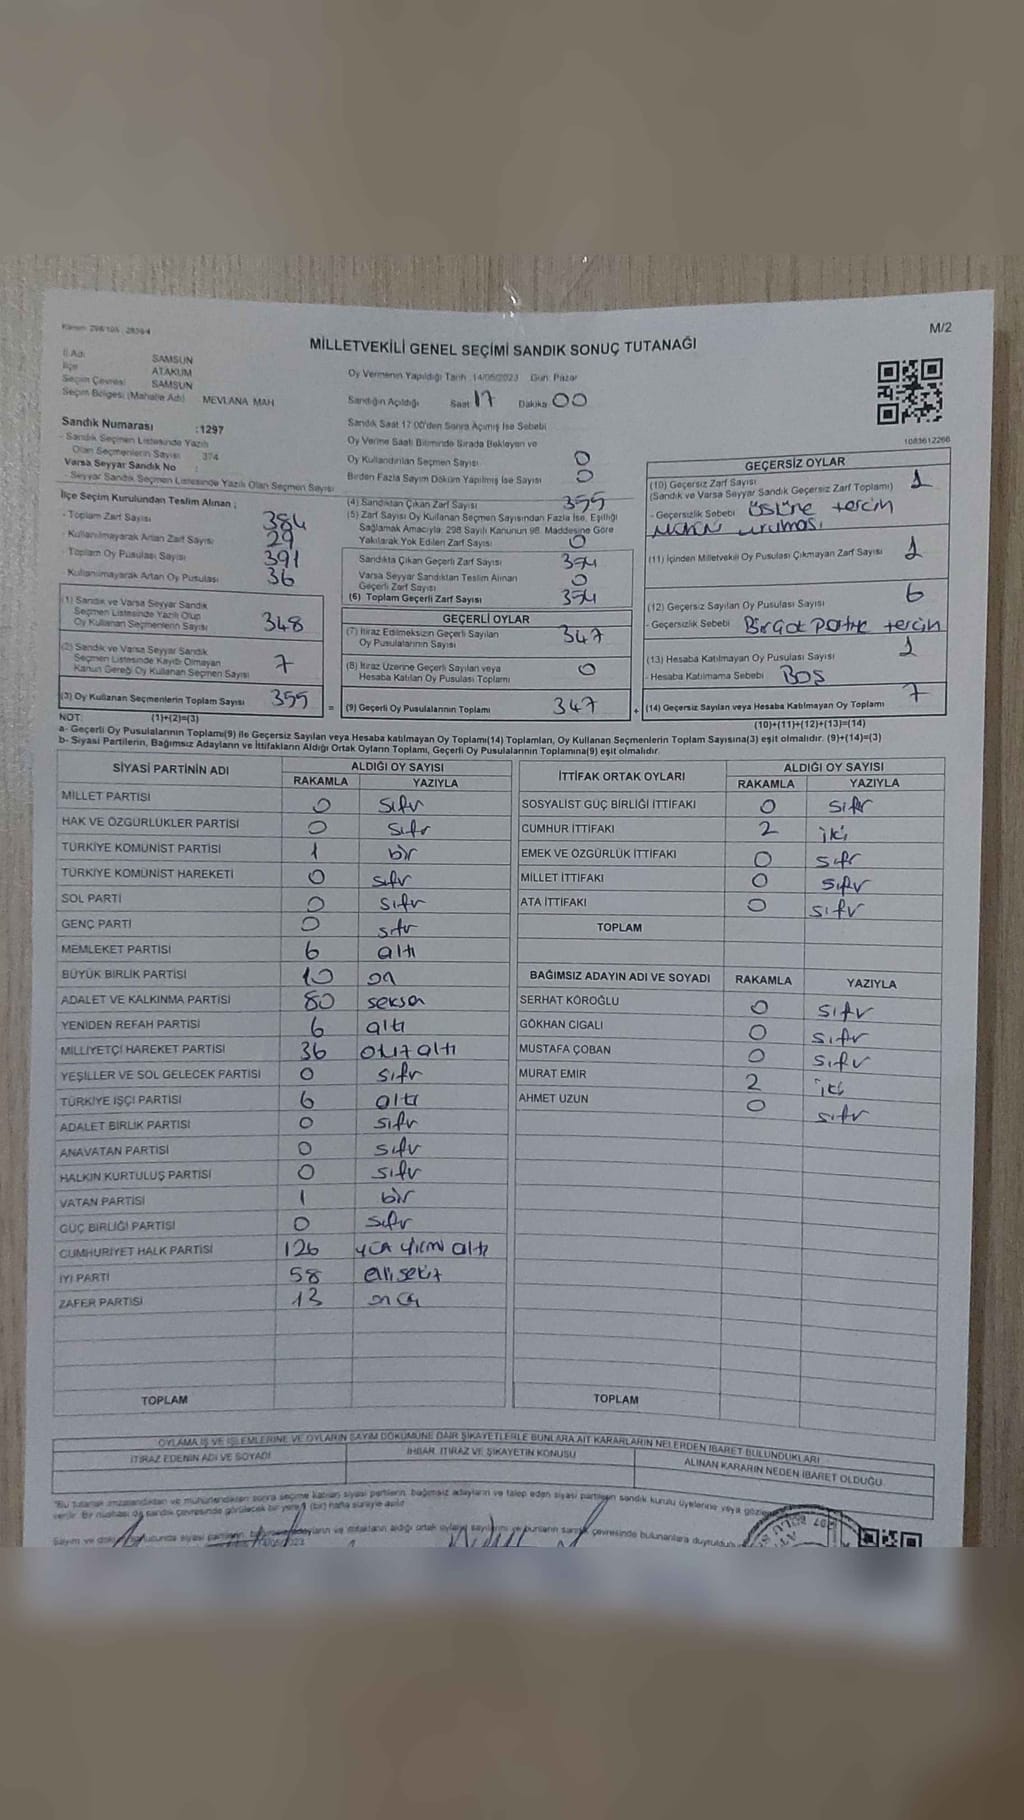 Kanun: 298/105 , 2839/4
M/2
MİLLETVEKİLİ GENEL SEÇİMİ SANDIK SONUÇ TUTANAĞI
İl Adı SAMSUN
İlçe ATAKUM
Seçim Çevresi SAMSUN
Seçim Bölgesi (Mahalle Adı) MEVLANA MAH
Sandık Numarası :1297
- Sandık Seçmen Listesinde Yazılı
Olan Seçmenlerin Sayısı 374
Varsa Seyyar Sandık No :
- Seyyar Sandık Seçmen Listesinde Yazılı Olan Seçmen Sayısı
İlçe Seçim Kurulundan Teslim Alınan ;
- Toplam Zarf Sayısı 384
- Kullanılmayarak Artan Zarf Sayısı 29
- Toplam Oy Pusulası Sayısı 391
- Kullanılmayarak Artan Oy Pusulası 36
(1) Sandık ve Varsa Seyyar Sandık
Seçmen Listesinde Yazılı Olup
Oy Kullanan Seçmenlerin Sayısı 348
(2) Sandık ve Varsa Seyyar Sandık
Seçmen Listesinde Kaydı Olmayan
Kanun Gereği Oy Kullanan Seçmen Sayısı 7
(3) Oy Kullanan Seçmenlerin Toplam Sayısı 355 =
Oy Vermenin Yapıldığı Tarih :14/05/2023 Gün: Pazar
Sandığın Açıldığı Saat 17 Dakika 00
Sandık Saat 17:00'den Sonra Açılmış İse Sebebi
Oy Verme Saati Bitiminde Sırada Bekleyen ve
Oy Kullandırılan Seçmen Sayısı 0
Birden Fazla Sayım Döküm Yapılmış İse Sayısı 0
(4) Sandıktan Çıkan Zarf Sayısı 355
(5) Zarf Sayısı Oy Kullanan Seçmen Sayısından Fazla İse, Eşitliği
Sağlamak Amacıyla, 298 Sayılı Kanunun 98. Maddesine Göre
Yakılarak Yok Edilen Zarf Sayısı 0
Sandıkta Çıkan Geçerli Zarf Sayısı 354
Varsa Seyyar Sandıktan Teslim Alınan
Geçerli Zarf Sayısı 0
(6) Toplam Geçerli Zarf Sayısı 354
GEÇERLİ OYLAR
(7) İtiraz Edilmeksizin Geçerli Sayılan
Oy Pusulalarının Sayısı 347
(8) İtiraz Üzerine Geçerli Sayılan veya
Hesaba Katılan Oy Pusulası Toplamı 0
(9) Geçerli Oy Pusulalarının Toplamı 347 +
1083612266
GEÇERSİZ OYLAR
(10) Geçersiz Zarf Sayısı 1
(Sandık ve Varsa Seyyar Sandık Geçersiz Zarf Toplamı)
- Geçersizlik Sebebi Üstüne tercih
(11) İçinden Milletvekili Oy Pusulası Çıkmayan Zarf Sayısı 1
(12) Geçersiz Sayılan Oy Pusulası Sayısı 6
- Geçersizlik Sebebi Birçok partiye tercih
(13) Hesaba Katılmayan Oy Pusulası Sayısı 1
- Hesaba Katılmama Sebebi BOŞ
(14) Geçersiz Sayılan veya Hesaba Katılmayan Oy Toplamı 7
NOT: (1)+(2)=(3)
(10)+(11)+(12)+(13)=(14)
a- Geçerli Oy Pusulalarının Toplamı(9) ile Geçersiz Sayılan veya Hesaba katılmayan Oy Toplamı(14) Toplamları, Oy Kullanan Seçmenlerin Toplam Sayısına(3) eşit olmalıdır. (9)+(14)=(3)
b- Siyasi Partilerin, Bağımsız Adayların ve İttifakların Aldığı Ortak Oyların Toplamı, Geçerli Oy Pusulalarının Toplamına(9) eşit olmalıdır.
SİYASİ PARTİNİN ADI ALDIĞI OY SAYISI
RAKAMLA YAZIYLA
MİLLET PARTİSİ 0 sıfır
HAK VE ÖZGÜRLÜKLER PARTİSİ 0 sıfır
TÜRKİYE KOMÜNİST PARTİSİ 1 bir
TÜRKİYE KOMÜNİST HAREKETİ 0 sıfır
SOL PARTİ 0 sıfır
GENÇ PARTİ 0 sıfır
MEMLEKET PARTİSİ 6 altı
BÜYÜK BİRLİK PARTİSİ 10 on
ADALET VE KALKINMA PARTİSİ 80 seksen
YENİDEN REFAH PARTİSİ 6 altı
MİLLİYETÇİ HAREKET PARTİSİ 36 otuz altı
YEŞİLLER VE SOL GELECEK PARTİSİ 0 sıfır
TÜRKİYE İŞÇİ PARTİSİ 6 altı
ADALET BİRLİK PARTİSİ 0 sıfır
ANAVATAN PARTİSİ 0 sıfır
HALKIN KURTULUŞ PARTİSİ 0 sıfır
VATAN PARTİSİ 1 bir
GÜÇ BİRLİĞİ PARTİSİ 0 sıfır
CUMHURİYET HALK PARTİSİ 126 yüz yirmi altı
İYİ PARTİ 58 elli sekiz
ZAFER PARTİSİ 13 on üç
TOPLAM
İTTİFAK ORTAK OYLARI ALDIĞI OY SAYISI
RAKAMLA YAZIYLA
SOSYALİST GÜÇ BİRLİĞİ İTTİFAKI 0 sıfır
CUMHUR İTTİFAKI 2 iki
EMEK VE ÖZGÜRLÜK İTTİFAKI 0 sıfır
MİLLET İTTİFAKI 0 sıfır
ATA İTTİFAKI 0 sıfır
TOPLAM
BAĞIMSIZ ADAYIN ADI VE SOYADI RAKAMLA YAZIYLA
SERHAT KÖROĞLU 0 sıfır
GÖKHAN CIGALI 0 sıfır
MUSTAFA ÇOBAN 0 sıfır
MURAT EMİR 2 iki
AHMET UZUN 0 sıfır
TOPLAM
OYLAMA İŞ VE İŞLEMLERİNE VE OYLARIN SAYIM DÖKÜMÜNE DAİR ŞİKAYETLERLE BUNLARA AİT KARARLARIN NELERDEN İBARET BULUNDUKLARI
İTİRAZ EDENİN ADI VE SOYADI İHBAR, İTİRAZ VE ŞİKAYETİN KONUSU ALINAN KARARIN NEDEN İBARET OLDUĞU
"Bu tutanak imzalandıktan ve mühürlendikten sonra seçime katılan siyasi partilerin, bağımsız adayların ve talep eden siyasi partilerin sandık kurulu üyelerine veya
verilir. Bir nüshası da sandık çevresinde görülecek bir yere 1 (bir) hafta süreyle asılır.